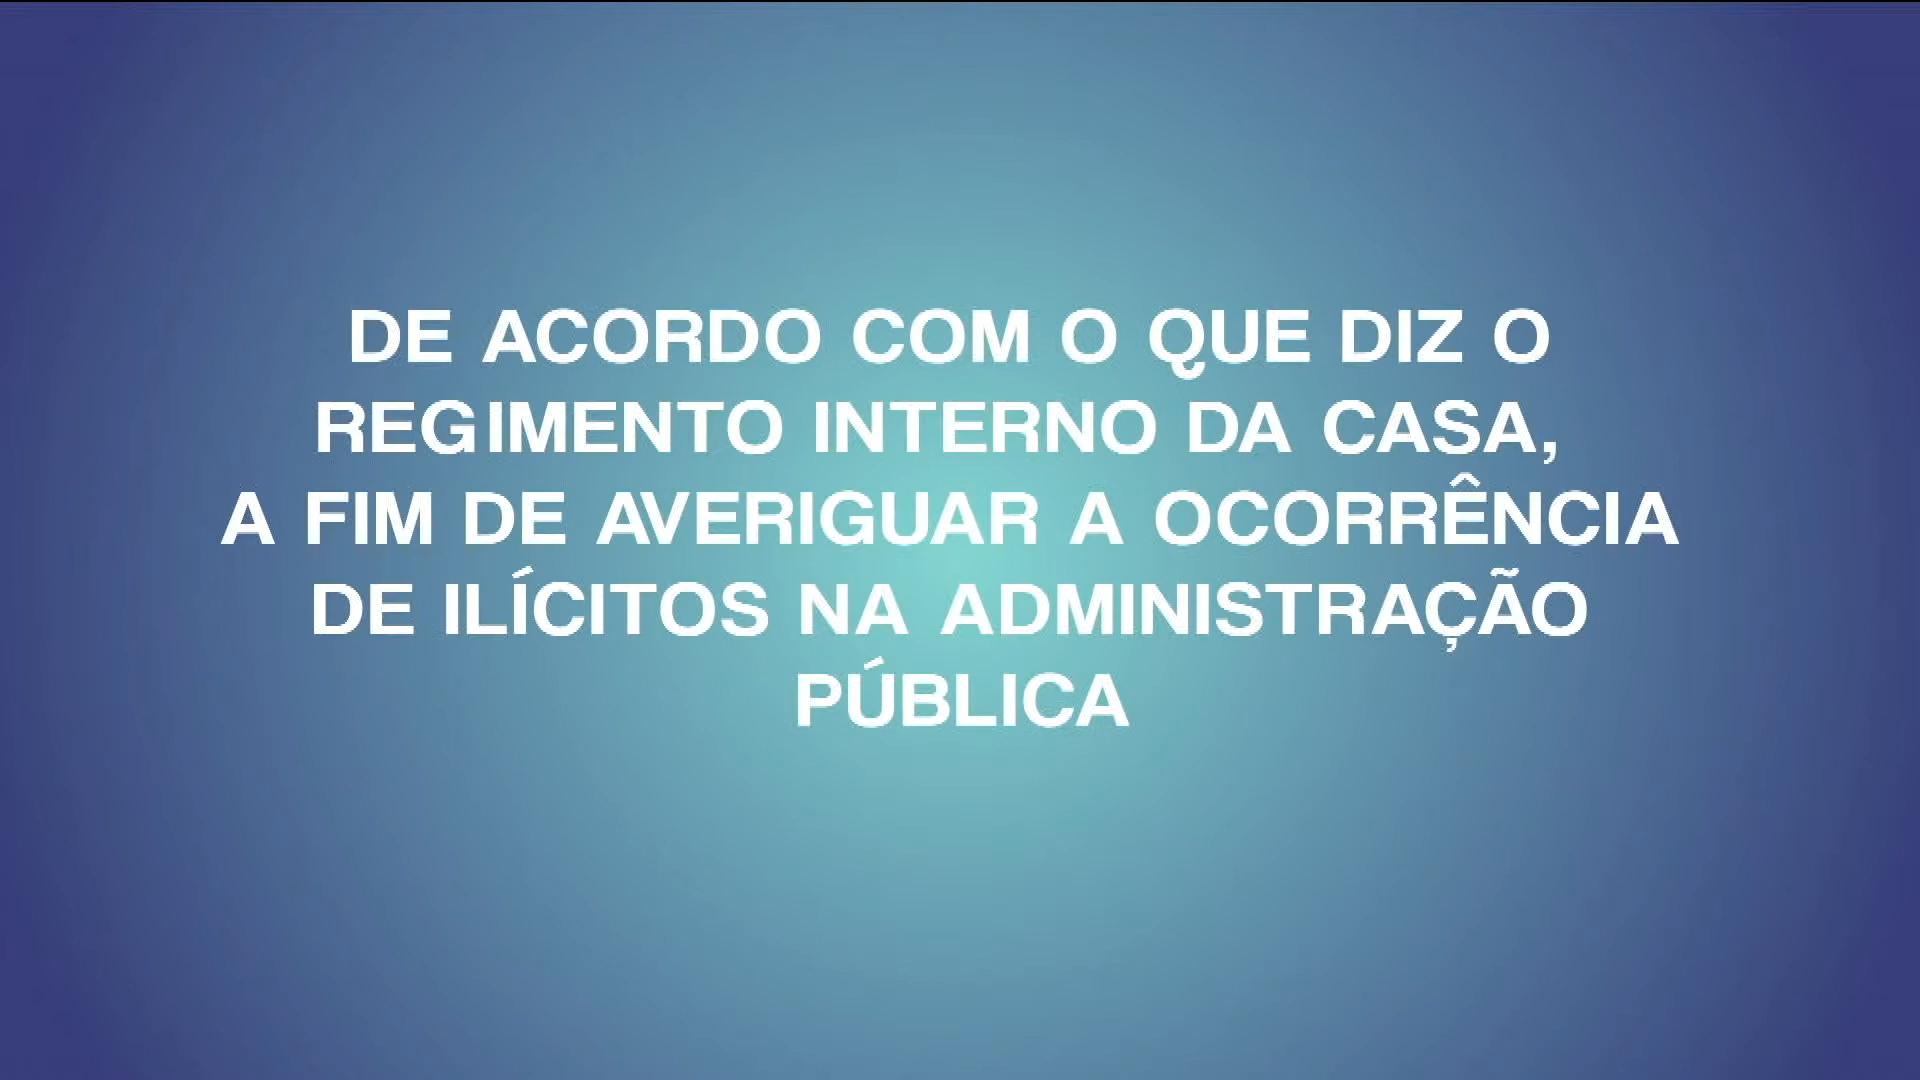 DE ACORDO COM O QUE DIZ O
REGIMENTO INTERNO DA CASA,
A FIM DE AVERIGUAR A OCORRÊNCIA
DE ILÍCITOS NA ADMINISTRAÇÃO
PÚBLICA